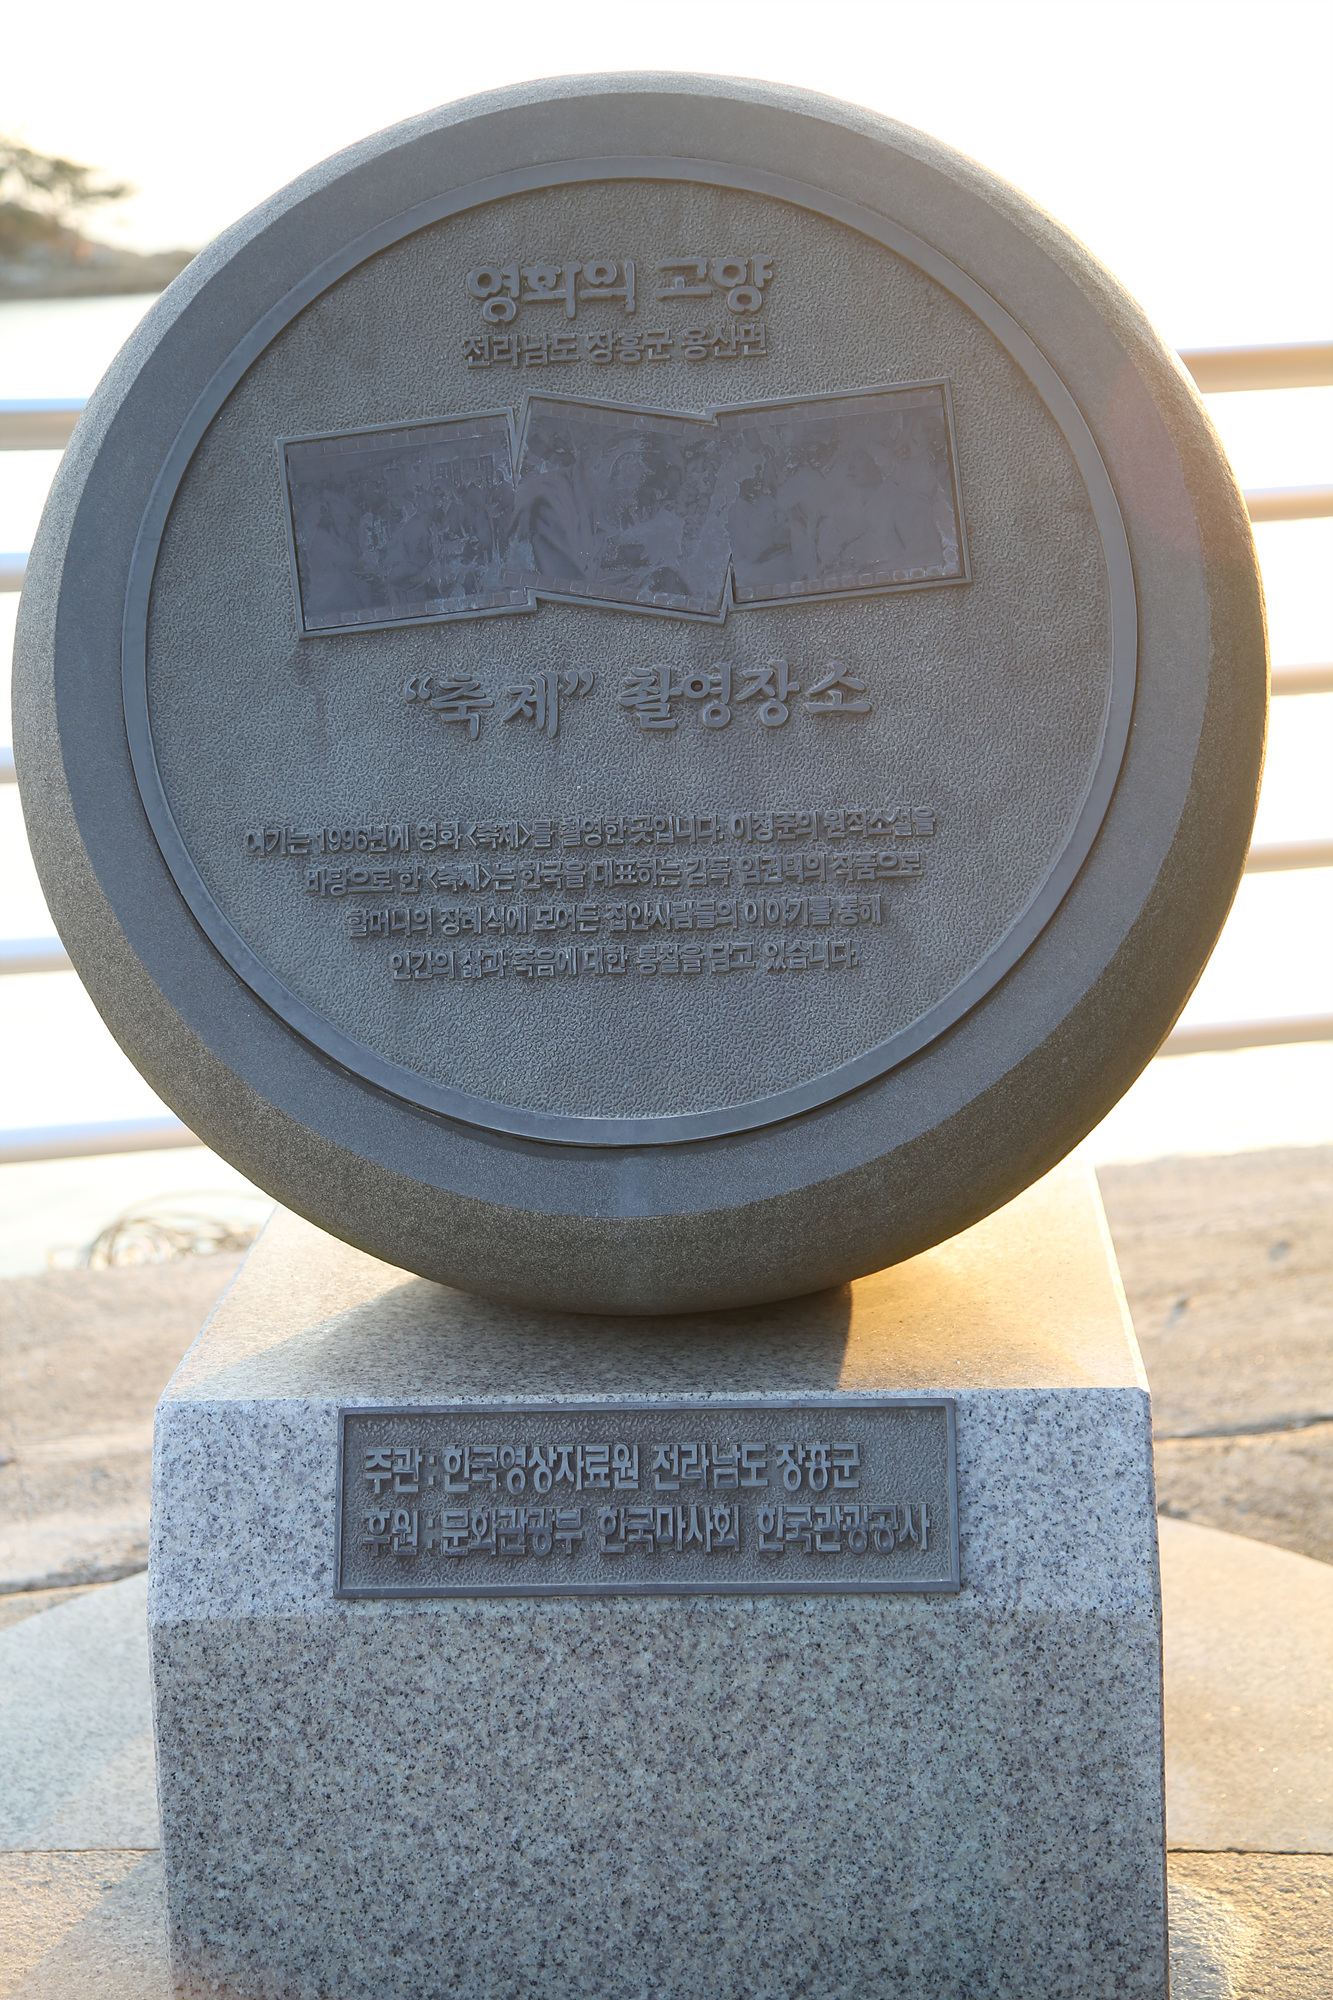 영화의 고향
전라남도 장흥군 용산면
“축제” 촬영장소
여기는 1996년에 영화 <축제>를 촬영한 곳입니다. 이청준의 원작소설을
바탕으로 한 <축제>는 한국을 대표하는 감독 임권택의 작품으로
할머니의 장례식에 모여든 집안사람들의 이야기를 통해
인간의 삶과 죽음에 대한 통찰을 담고 있습니다.
주관 : 한국영상자료원 전라남도 장흥군
후원 : 문화관광부 한국마사회 한국관광공사